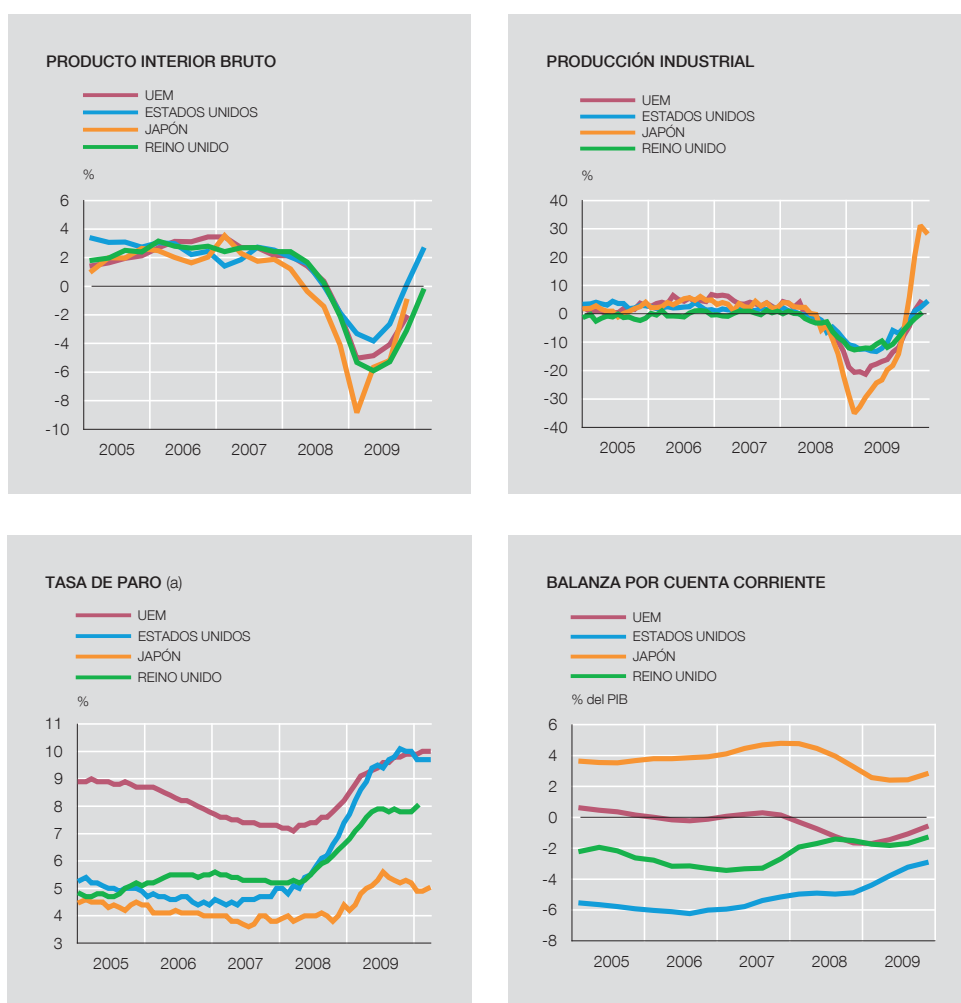 PRODUCTO INTERIOR BRUTO
UEM
ESTADOS UNIDOS
JAPÓN
REINO UNIDO
%
6
4
2
0
-2
-4
-6
-8
-10
2005 2006 2007 2008 2009
PRODUCCIÓN INDUSTRIAL
UEM
ESTADOS UNIDOS
JAPÓN
REINO UNIDO
%
40
30
20
10
0
-10
-20
-30
-40
2005 2006 2007 2008 2009
TASA DE PARO (a)
UEM
ESTADOS UNIDOS
JAPÓN
REINO UNIDO
%
11
10
9
8
7
6
5
4
3
2005 2006 2007 2008 2009
BALANZA POR CUENTA CORRIENTE
UEM
ESTADOS UNIDOS
JAPÓN
REINO UNIDO
% del PIB
6
4
2
0
-2
-4
-6
-8
2005 2006 2007 2008 2009